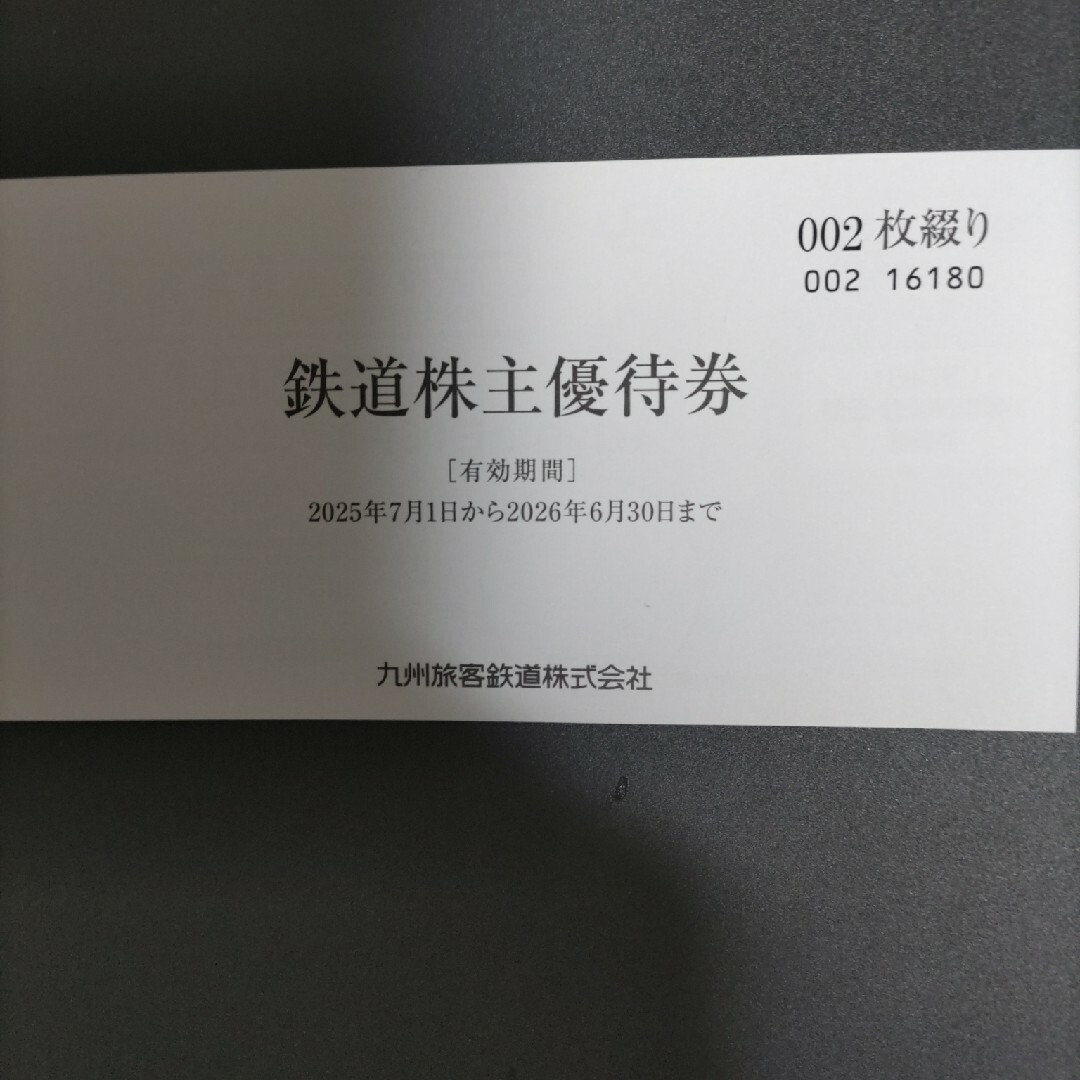 002 枚綴り
002 16180
鉄道株主優待券
［有効期間］
2025年7月1日から2026年6月30日まで
九州旅客鉄道株式会社